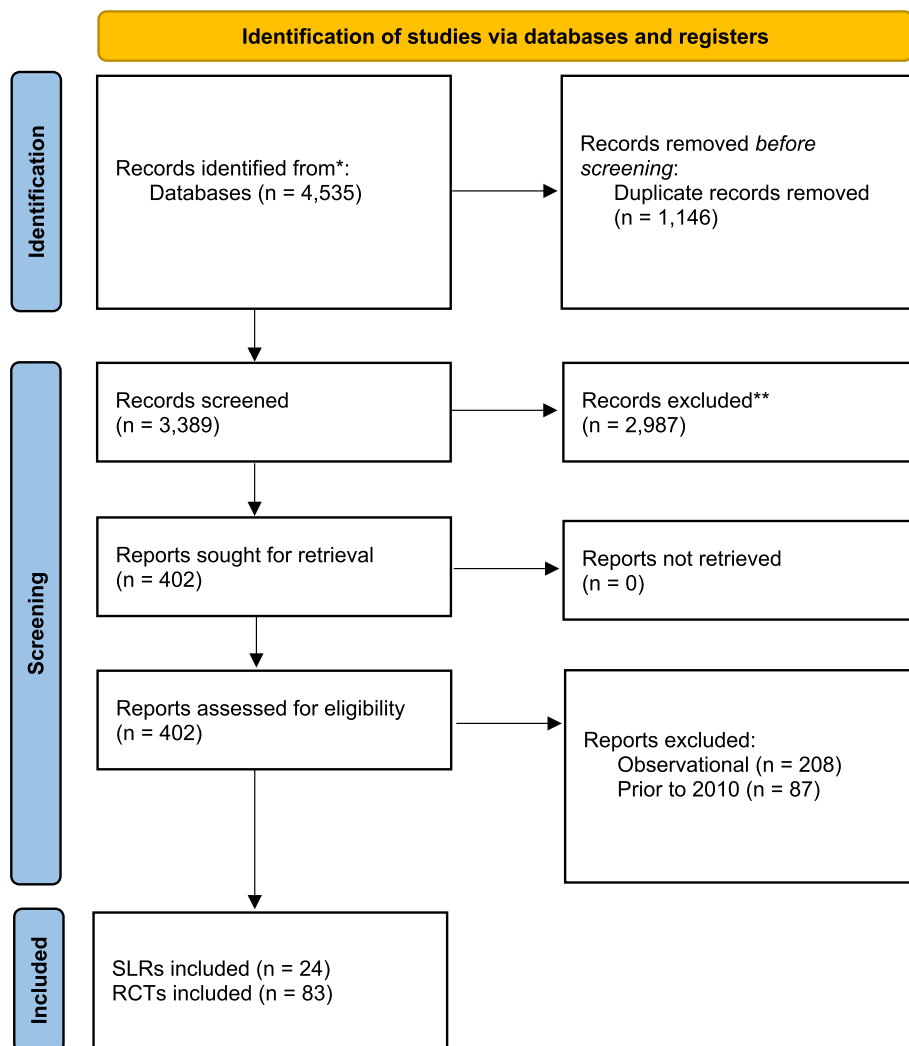 Identification of studies via databases and registers
Identification
Records identified from*:
Databases (n = 4,535)
Records removed before
screening:
Duplicate records removed
(n = 1,146)
Screening
Records screened
(n = 3,389)
Records excluded**
(n = 2,987)
Reports sought for retrieval
(n = 402)
Reports not retrieved
(n = 0)
Reports assessed for eligibility
(n = 402)
Reports excluded:
Observational (n = 208)
Prior to 2010 (n = 87)
Included
SLRs included (n = 24)
RCTs included (n = 83)